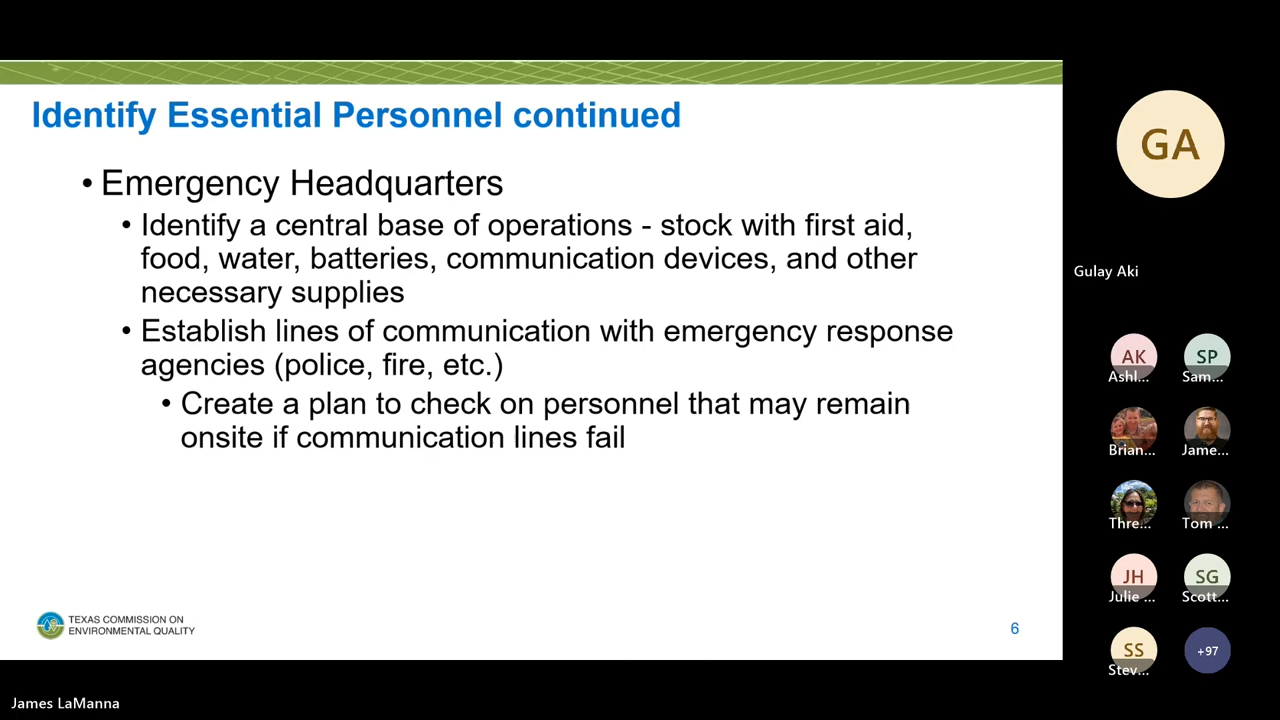 Identify Essential Personnel continued
• Emergency Headquarters
• Identify a central base of operations - stock with first aid,
food, water, batteries, communication devices, and other
necessary supplies
• Establish lines of communication with emergency response
agencies (police, fire, etc.)
• Create a plan to check on personnel that may remain
onsite if communication lines fail
TEXAS COMMISSION ON
ENVIRONMENTAL QUALITY
6
GA
Gulay Aki
AK
SP
Ashl...
Sam...
Brian...
Jame...
Thre...
Tom ...
JH
SG
Julie ...
Scott...
SS
+97
Stev...
James LaManna